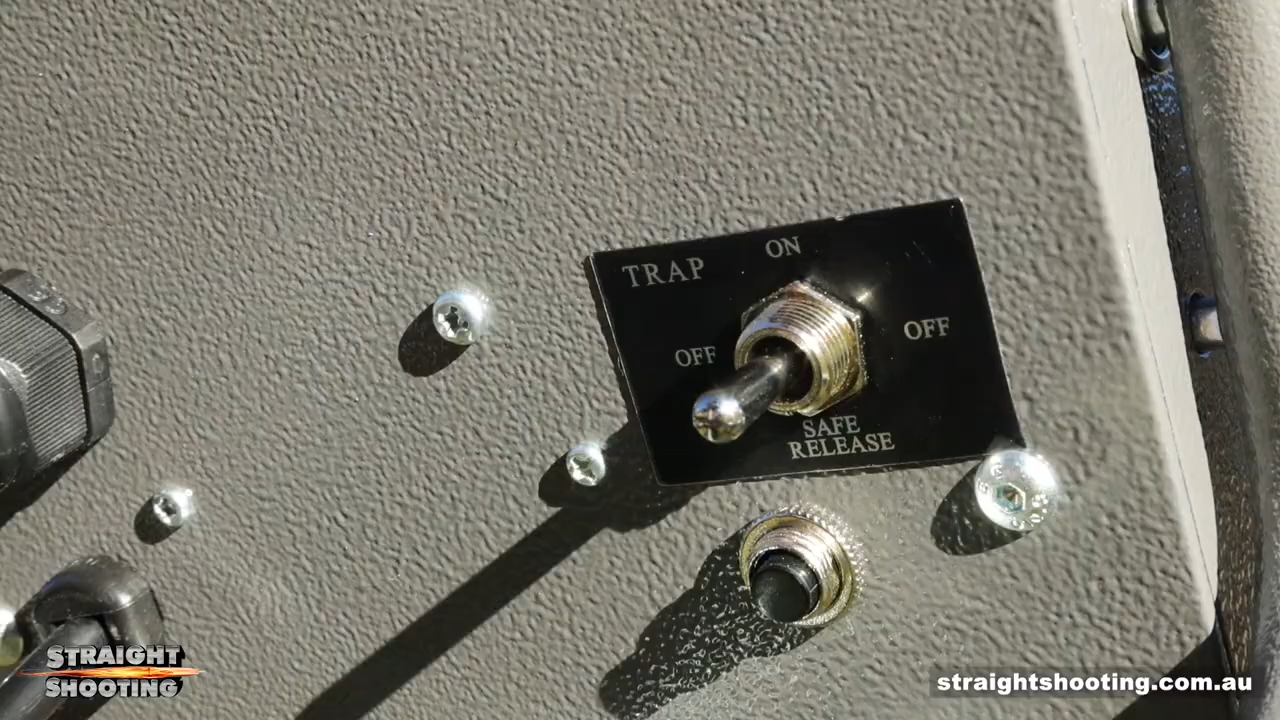 ON
TRAP
OFF
OFF
SAFE
RELEASE
STRAIGHT
SHOOTING
straightshooting.com.au